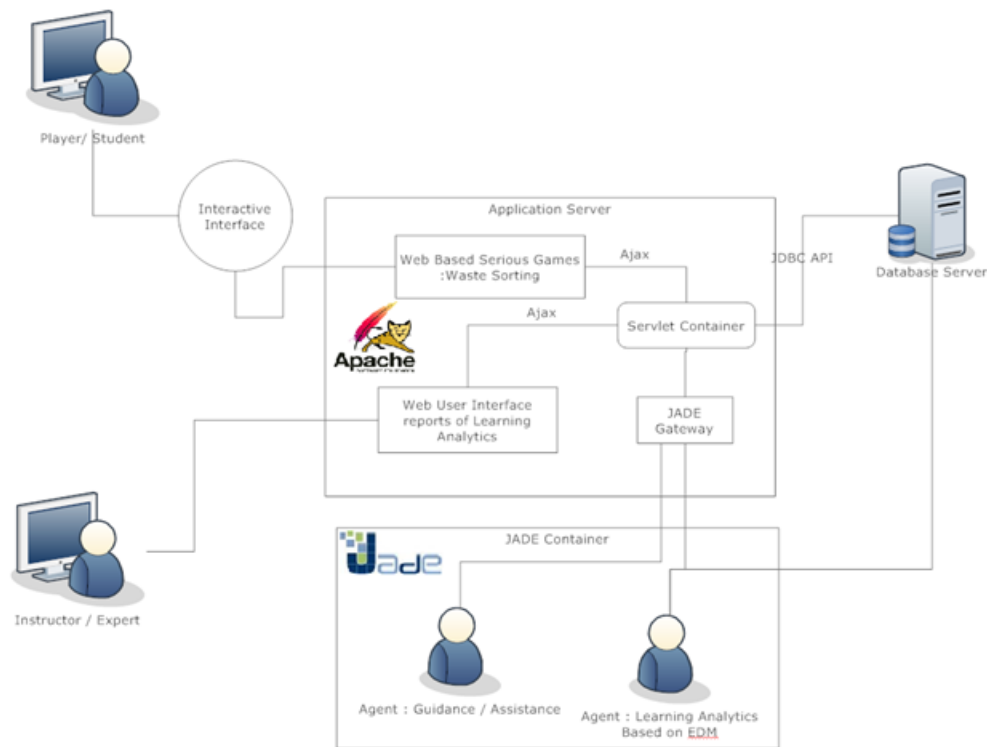 Player/ Student
Interactive
Interface
Application Server
Web Based Serious Games
:Waste Sorting
Ajax
JDBC API
Database Server
Ajax
Servlet Container
Apache
Web User Interface
reports of Learning
Analytics
JADE
Gateway
Instructor / Expert
Jade
JADE Container
Agent : Guidance / Assistance
Agent : Learning Analytics
Based on EDM